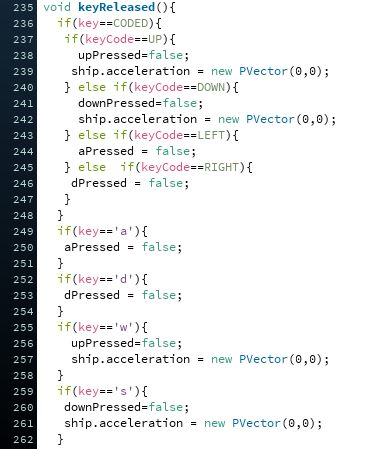 235 void keyReleased(){
236   if(key==CODED){
237    if(keyCode==UP){
238      upPressed=false;
239     ship.acceleration = new PVector(0,0);
240    } else if(keyCode==DOWN){
241      downPressed=false;
242      ship.acceleration = new PVector(0,0);
243    } else if(keyCode==LEFT){
244      aPressed = false;
245    } else  if(keyCode==RIGHT){
246     dPressed = false;
247    }
248   }
249   if(key=='a'){
250    aPressed = false;
251   }
252   if(key=='d'){
253    dPressed = false;
254   }
255   if(key=='w'){
256     upPressed=false;
257     ship.acceleration = new PVector(0,0);
258   }
259   if(key=='s'){
260    downPressed=false;
261    ship.acceleration = new PVector(0,0);
262   }